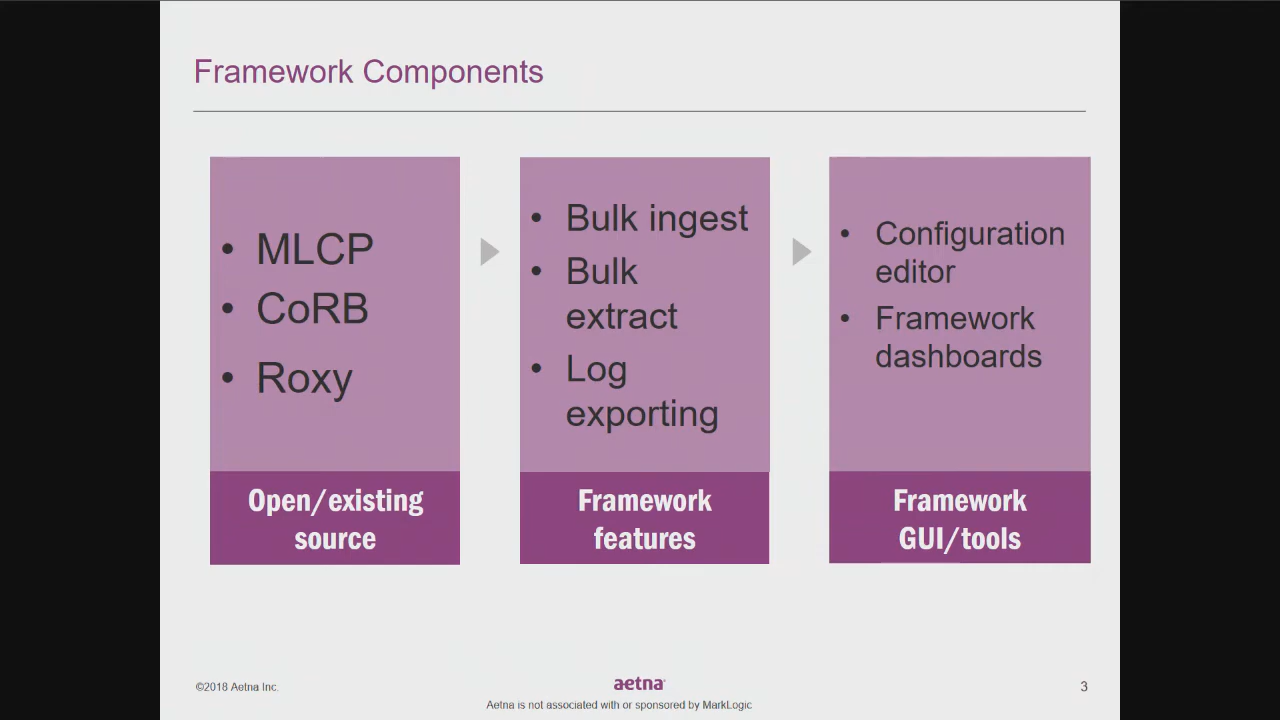 Framework Components
• MLCP
• CoRB
• Roxy
Open/existing
source
• Bulk ingest
• Bulk
extract
• Log
exporting
Framework
features
• Configuration
editor
• Framework
dashboards
Framework
GUI/tools
©2018 Aetna Inc.
aetna
Aetna is not associated with or sponsored by MarkLogic
3